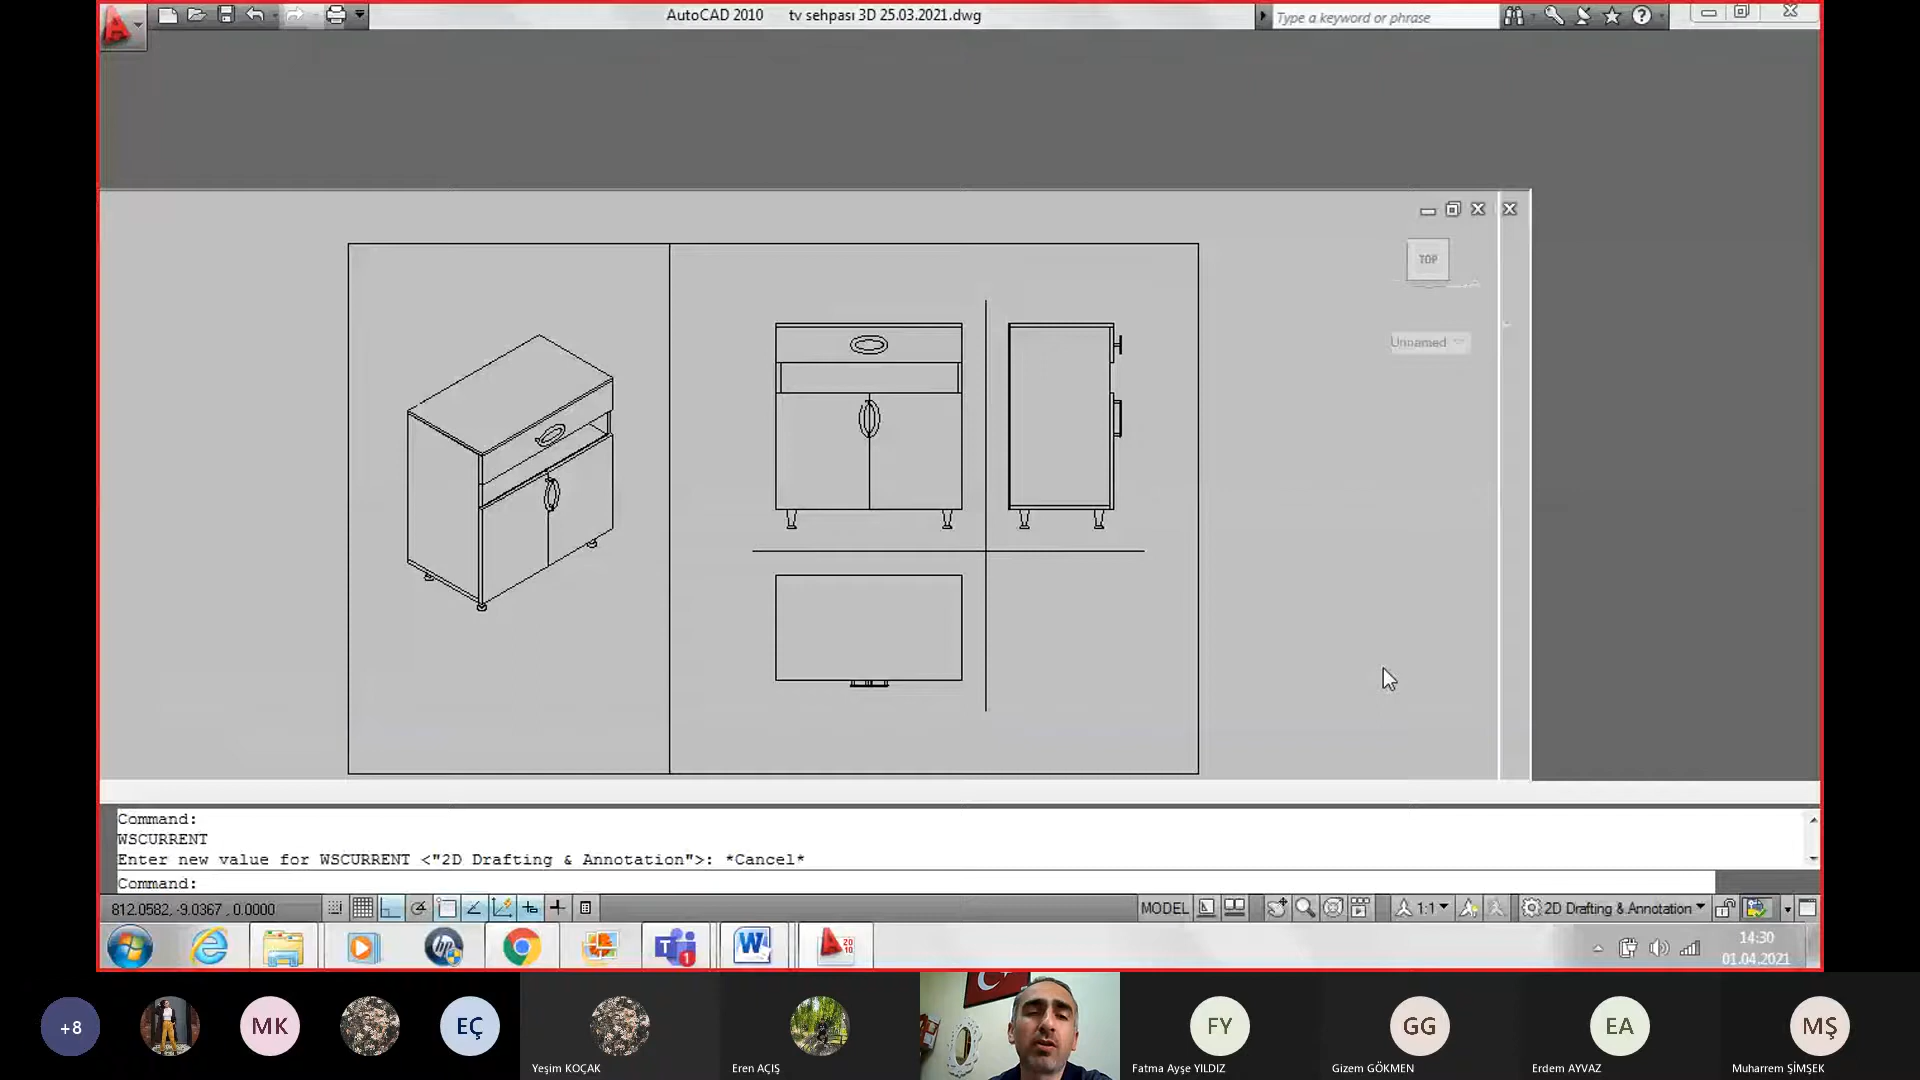 AutoCAD 2010 tv sehpası 3D 25.03.2021.dwg
Type a keyword or phrase
TOP
Unnamed
Command:
WSCURRENT
Enter new value for WSCURRENT <"2D Drafting & Annotation">: *Cancel*
Command:
812.0582, -9.0367 , 0.0000
MODEL
1:1
2D Drafting & Annotation
14:30
01.04.2021
+8
MK
EÇ
Yeşim KOÇAK
Eren AÇIŞ
FY
Fatma Ayşe YILDIZ
GG
Gizem GÖKMEN
EA
Erdem AYVAZ
MŞ
Muharrem ŞİMŞEK